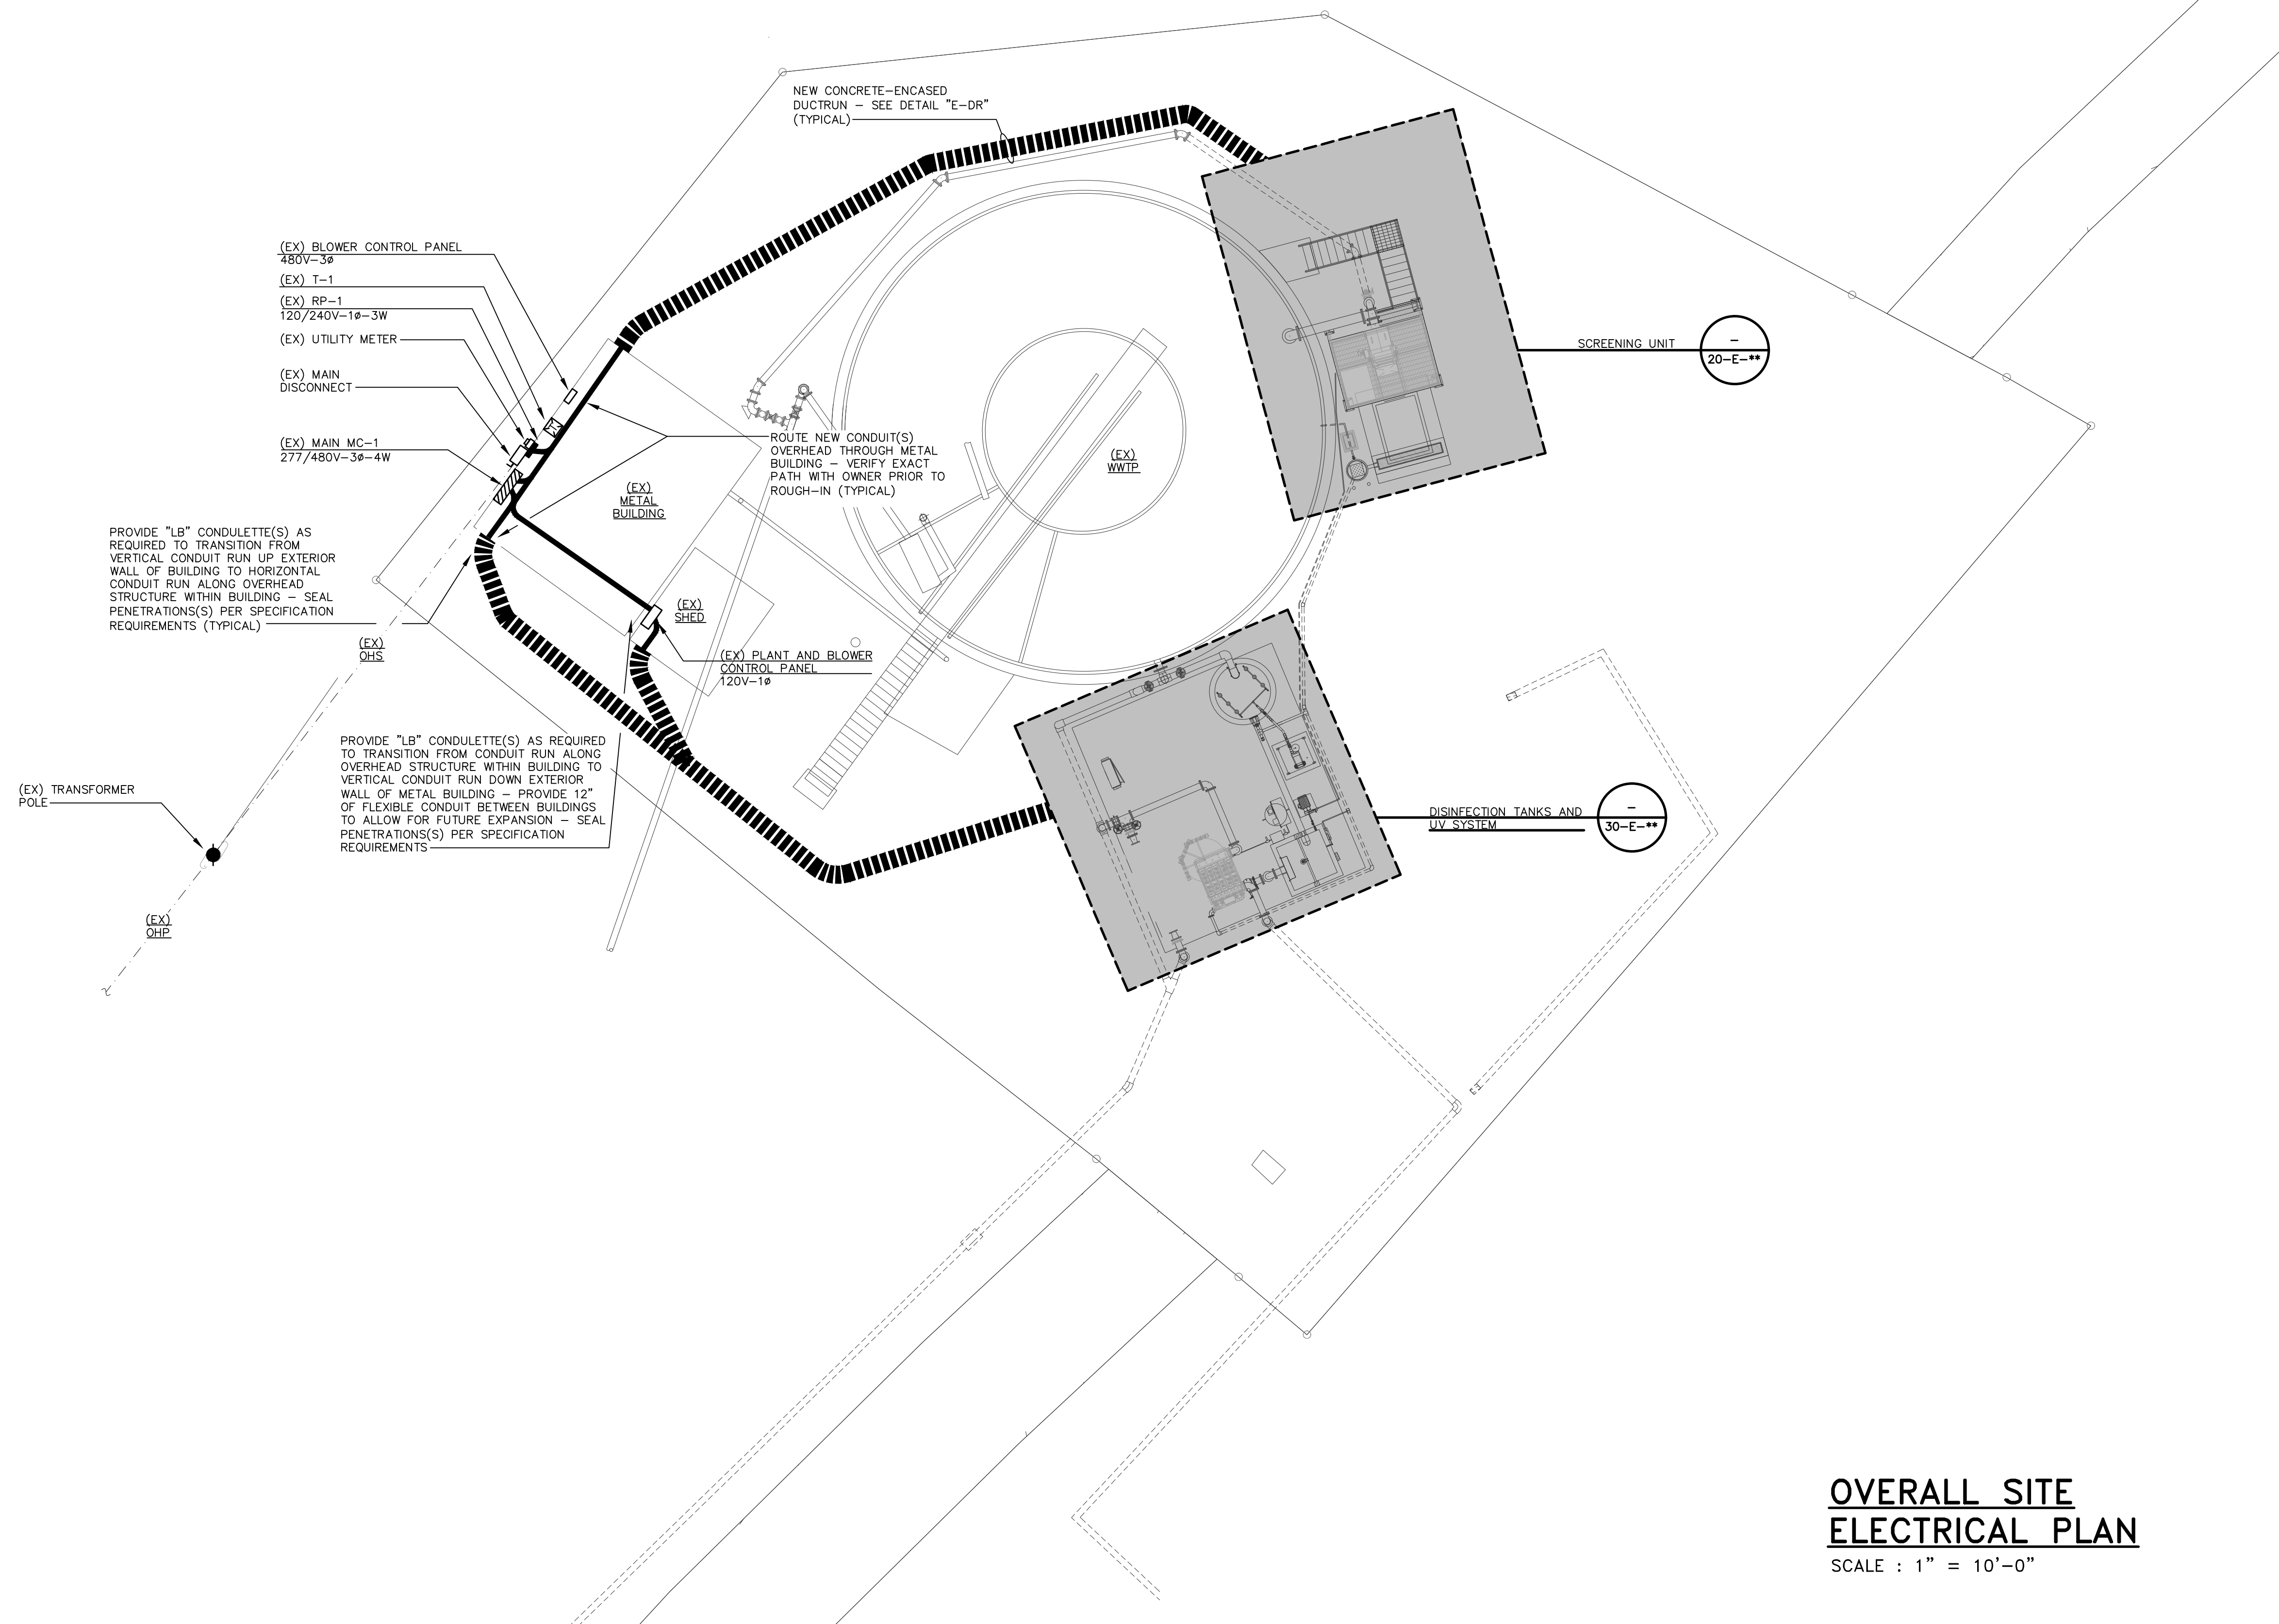 NEW CONCRETE-ENCASED
DUCTRUN - SEE DETAIL "E-DR"
(TYPICAL)
(EX) BLOWER CONTROL PANEL
480V-3ø
(EX) T-1
(EX) RP-1
120/240V-1ø-3W
(EX) UTILITY METER
(EX) MAIN
DISCONNECT
(EX) MAIN MC-1
277/480V-3ø-4W
SCREENING UNIT
-
20-E-**
ROUTE NEW CONDUIT(S)
OVERHEAD THROUGH METAL
BUILDING - VERIFY EXACT
PATH WITH OWNER PRIOR TO
ROUGH-IN (TYPICAL)
(EX)
WWTP
(EX)
METAL
BUILDING
PROVIDE "LB" CONDULETTE(S) AS
REQUIRED TO TRANSITION FROM
VERTICAL CONDUIT RUN UP EXTERIOR
WALL OF BUILDING TO HORIZONTAL
CONDUIT RUN ALONG OVERHEAD
STRUCTURE WITHIN BUILDING - SEAL
PENETRATIONS(S) PER SPECIFICATION
REQUIREMENTS (TYPICAL)
(EX)
SHED
(EX)
OHS
(EX) PLANT AND BLOWER
CONTROL PANEL
120V-1ø
PROVIDE "LB" CONDULETTE(S) AS REQUIRED
TO TRANSITION FROM CONDUIT RUN ALONG
OVERHEAD STRUCTURE WITHIN BUILDING TO
VERTICAL CONDUIT RUN DOWN EXTERIOR
WALL OF METAL BUILDING - PROVIDE 12"
OF FLEXIBLE CONDUIT BETWEEN BUILDINGS
TO ALLOW FOR FUTURE EXPANSION - SEAL
PENETRATIONS(S) PER SPECIFICATION
REQUIREMENTS
(EX) TRANSFORMER
POLE
DISINFECTION TANKS AND
UV SYSTEM
-
30-E-**
(EX)
OHP
OVERALL SITE
ELECTRICAL PLAN
SCALE : 1" = 10'-0"